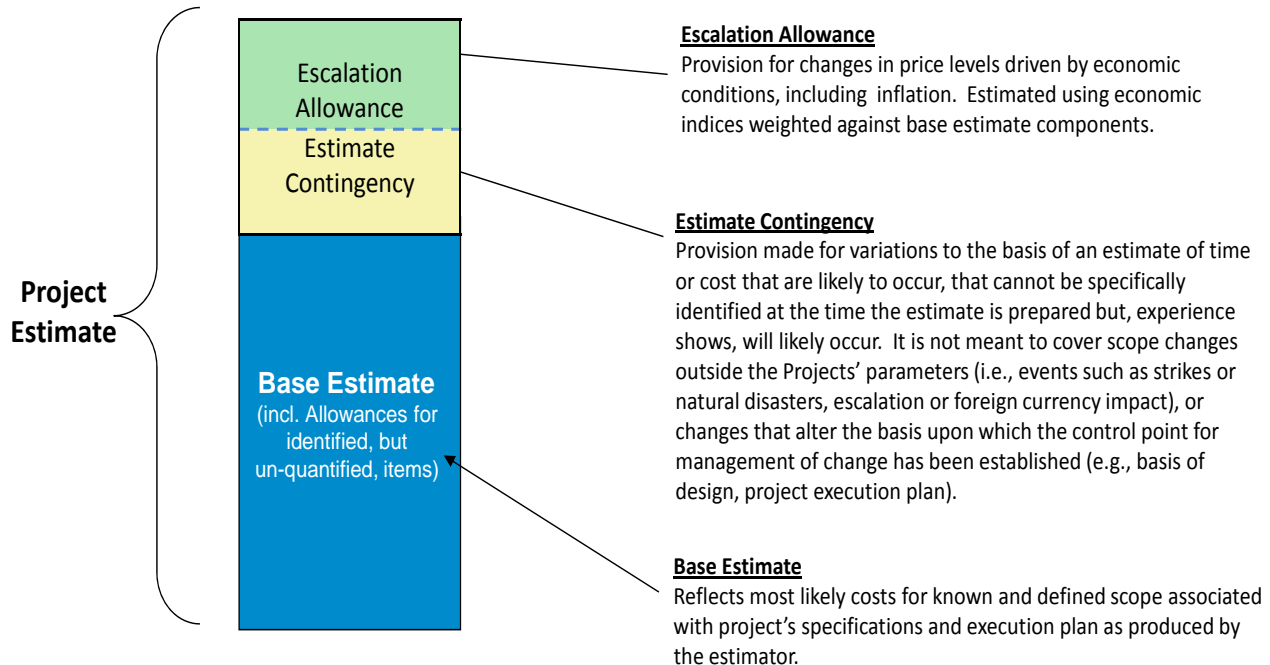 Project
Estimate
Escalation
Allowance
Estimate
Contingency
Base Estimate
(incl. Allowances for
identified, but
un-quantified, items)
Escalation Allowance
Provision for changes in price levels driven by economic
conditions, including inflation. Estimated using economic
indices weighted against base estimate components.
Estimate Contingency
Provision made for variations to the basis of an estimate of time
or cost that are likely to occur, that cannot be specifically
identified at the time the estimate is prepared but, experience
shows, will likely occur. It is not meant to cover scope changes
outside the Projects’ parameters (i.e., events such as strikes or
natural disasters, escalation or foreign currency impact), or
changes that alter the basis upon which the control point for
management of change has been established (e.g., basis of
design, project execution plan).
Base Estimate
Reflects most likely costs for known and defined scope associated
with project’s specifications and execution plan as produced by
the estimator.